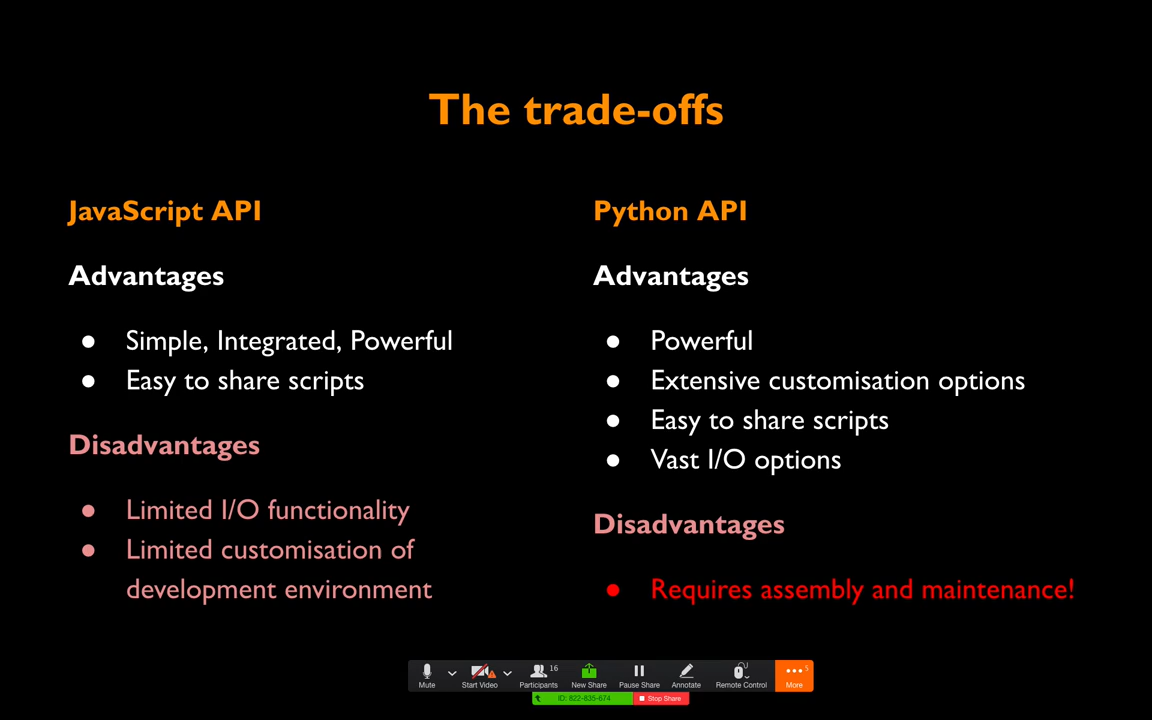 The trade-offs
JavaScript API
Advantages
● Simple, Integrated, Powerful
● Easy to share scripts
Disadvantages
● Limited I/O functionality
● Limited customisation of
development environment
Python API
Advantages
● Powerful
● Extensive customisation options
● Easy to share scripts
● Vast I/O options
Disadvantages
● Requires assembly and maintenance!
Mute
Start Video
Participants 16
New Share
Pause Share
Annotate
Remote Control
More 5
ID: 822-835-674
Stop Share